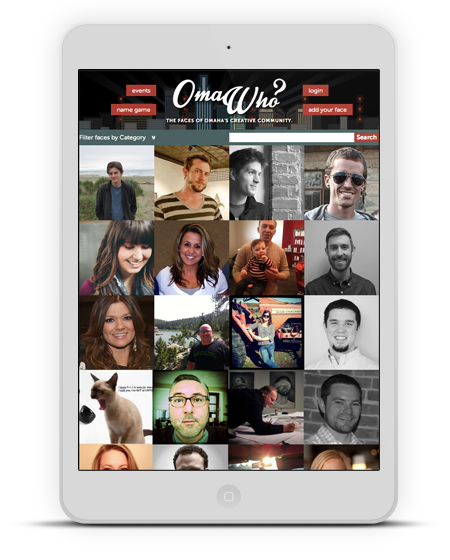 events
login
OmaWho?
name game
add your face
THE FACES OF OMAHA'S CREATIVE COMMUNITY.
Filter faces by Category v
Search